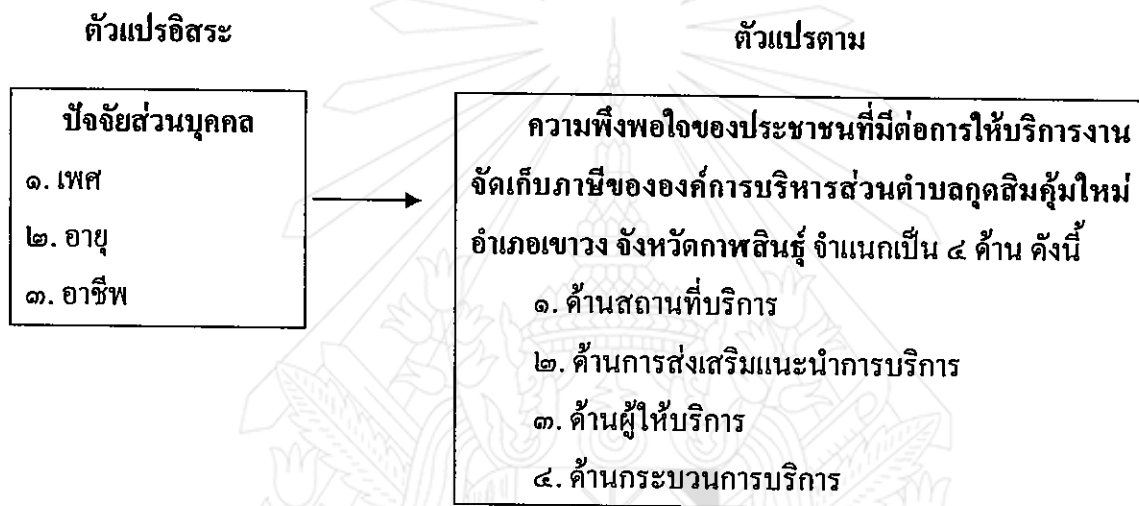 ตัวแปรอิสระ
ตัวแปรตาม
ปัจจัยส่วนบุคคล
๑. เพศ
๒. อายุ
๓. อาชีพ
ความพึงพอใจของประชาชนที่มีต่อการให้บริการงาน
จัดเก็บภาษีขององค์การบริหารส่วนตำบลกุดสิมคุ้มใหม่
อำเภอเขาวง จังหวัดกาฬสินธุ์ จำแนกเป็น ๔ ด้าน ดังนี้
๑. ด้านสถานที่บริการ
๒. ด้านการส่งเสริมแนะนำการบริการ
๓. ด้านผู้ให้บริการ
๔. ด้านกระบวนการบริการ